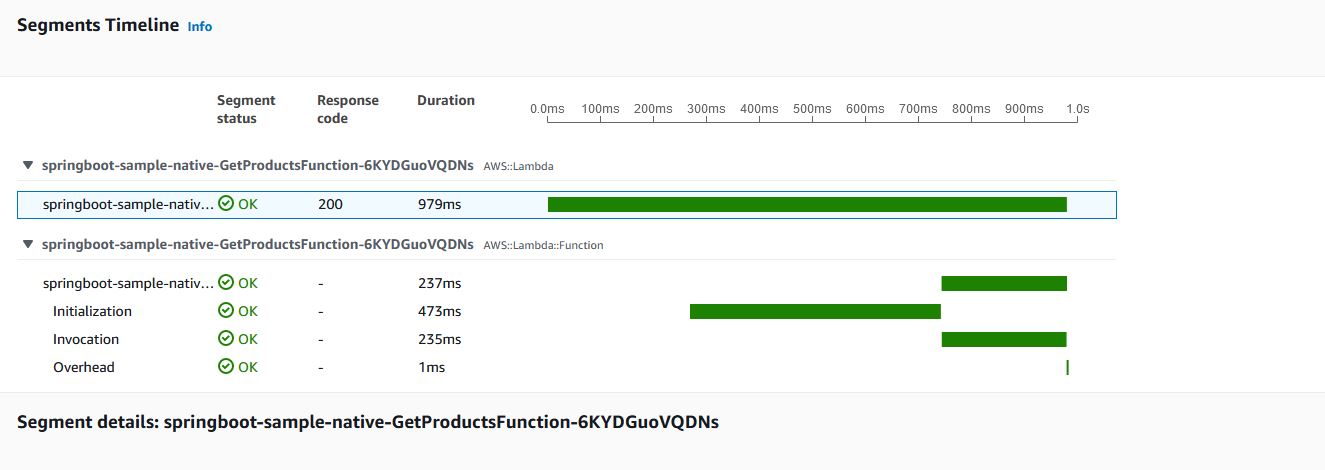 Segments Timeline Info
Segment status Response code Duration 0.0ms 100ms 200ms 300ms 400ms 500ms 600ms 700ms 800ms 900ms 1.0s
springboot-sample-native-GetProductsFunction-6KYDGuoVQDNs AWS::Lambda
springboot-sample-nativ... OK 200 979ms
springboot-sample-native-GetProductsFunction-6KYDGuoVQDNs AWS::Lambda::Function
springboot-sample-nativ... OK - 237ms
Initialization OK - 473ms
Invocation OK - 235ms
Overhead OK - 1ms
Segment details: springboot-sample-native-GetProductsFunction-6KYDGuoVQDNs